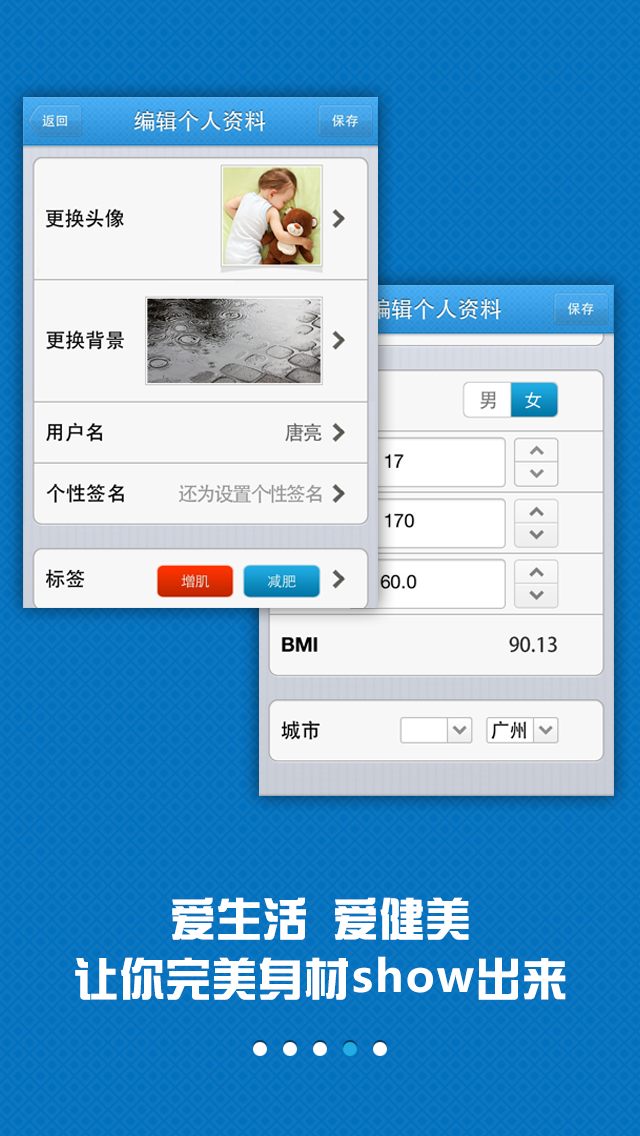 返回 编辑个人资料 保存
更换头像
更换背景
用户名 唐亮
个性签名 还为设置个性签名
标签 增肌 减肥
编辑个人资料 保存
男 女
17
170
60.0
BMI 90.13
城市 广州
爱生活 爱健美
让你完美身材show出来